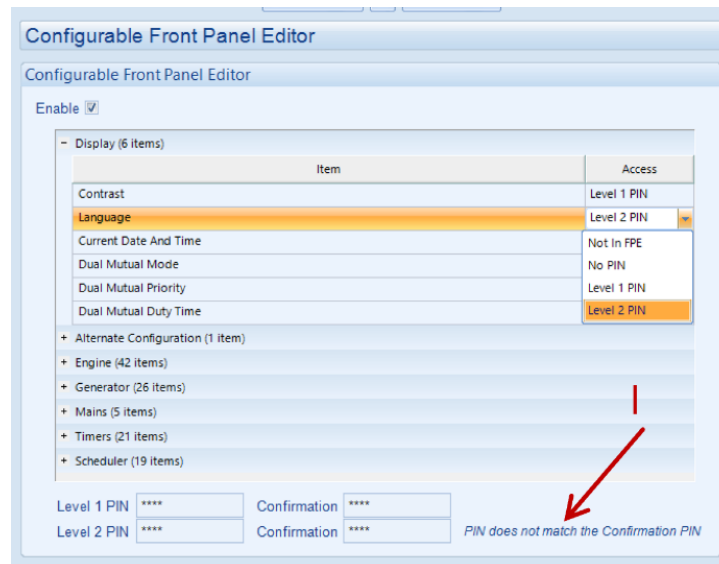 Configurable Front Panel Editor
Configurable Front Panel Editor
Enable
- Display (6 items)
Item Access
Contrast Level 1 PIN
Language Level 2 PIN
Current Date And Time Not In FPE
Dual Mutual Mode No PIN
Dual Mutual Priority Level 1 PIN
Dual Mutual Duty Time Level 2 PIN
+ Alternate Configuration (1 item)
+ Engine (42 items)
+ Generator (26 items)
+ Mains (5 items)
+ Timers (21 items)
+ Scheduler (19 items)
Level 1 PIN **** Confirmation ****
Level 2 PIN **** Confirmation **** PIN does not match the Confirmation PIN